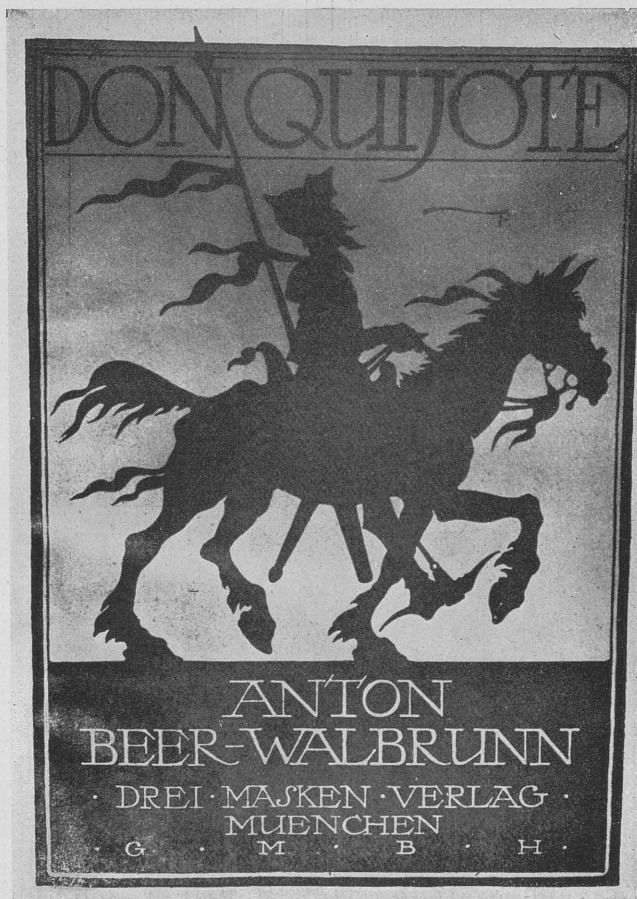 DON QUIJOTE
ANTON
BEER-WALBRUNN
· DREI · MASKEN · VERLAG ·
MUENCHEN
· G · M · B · H ·